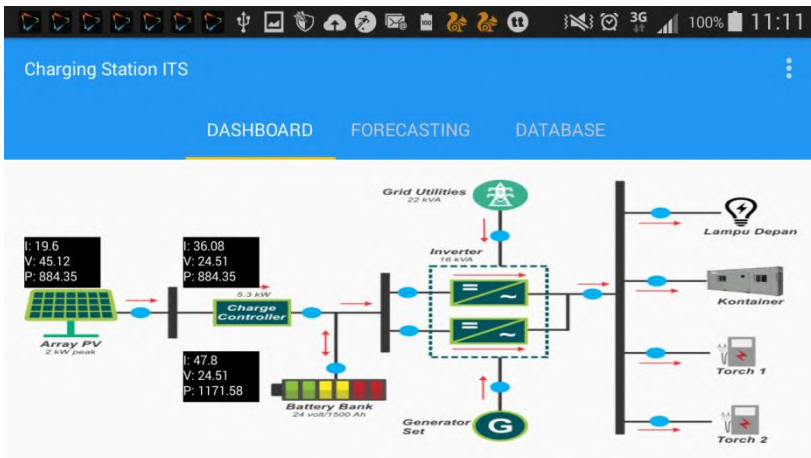 3G 100% 11:11
Charging Station ITS
DASHBOARD FORECASTING DATABASE
Grid Utilities
22 kVA
I: 19.6
V: 45.12
P: 884.35
I: 36.08
V: 24.51
P: 884.35
Inverter
16 kVA
Lampu Depan
5.3 kW
Charge
Controller
Kontainer
Array PV
2 kW peak
I: 47.8
V: 24.51
P: 1171.58
Battery Bank
24 volt/1500 Ah
Generator
Set
G
Torch 1
Torch 2